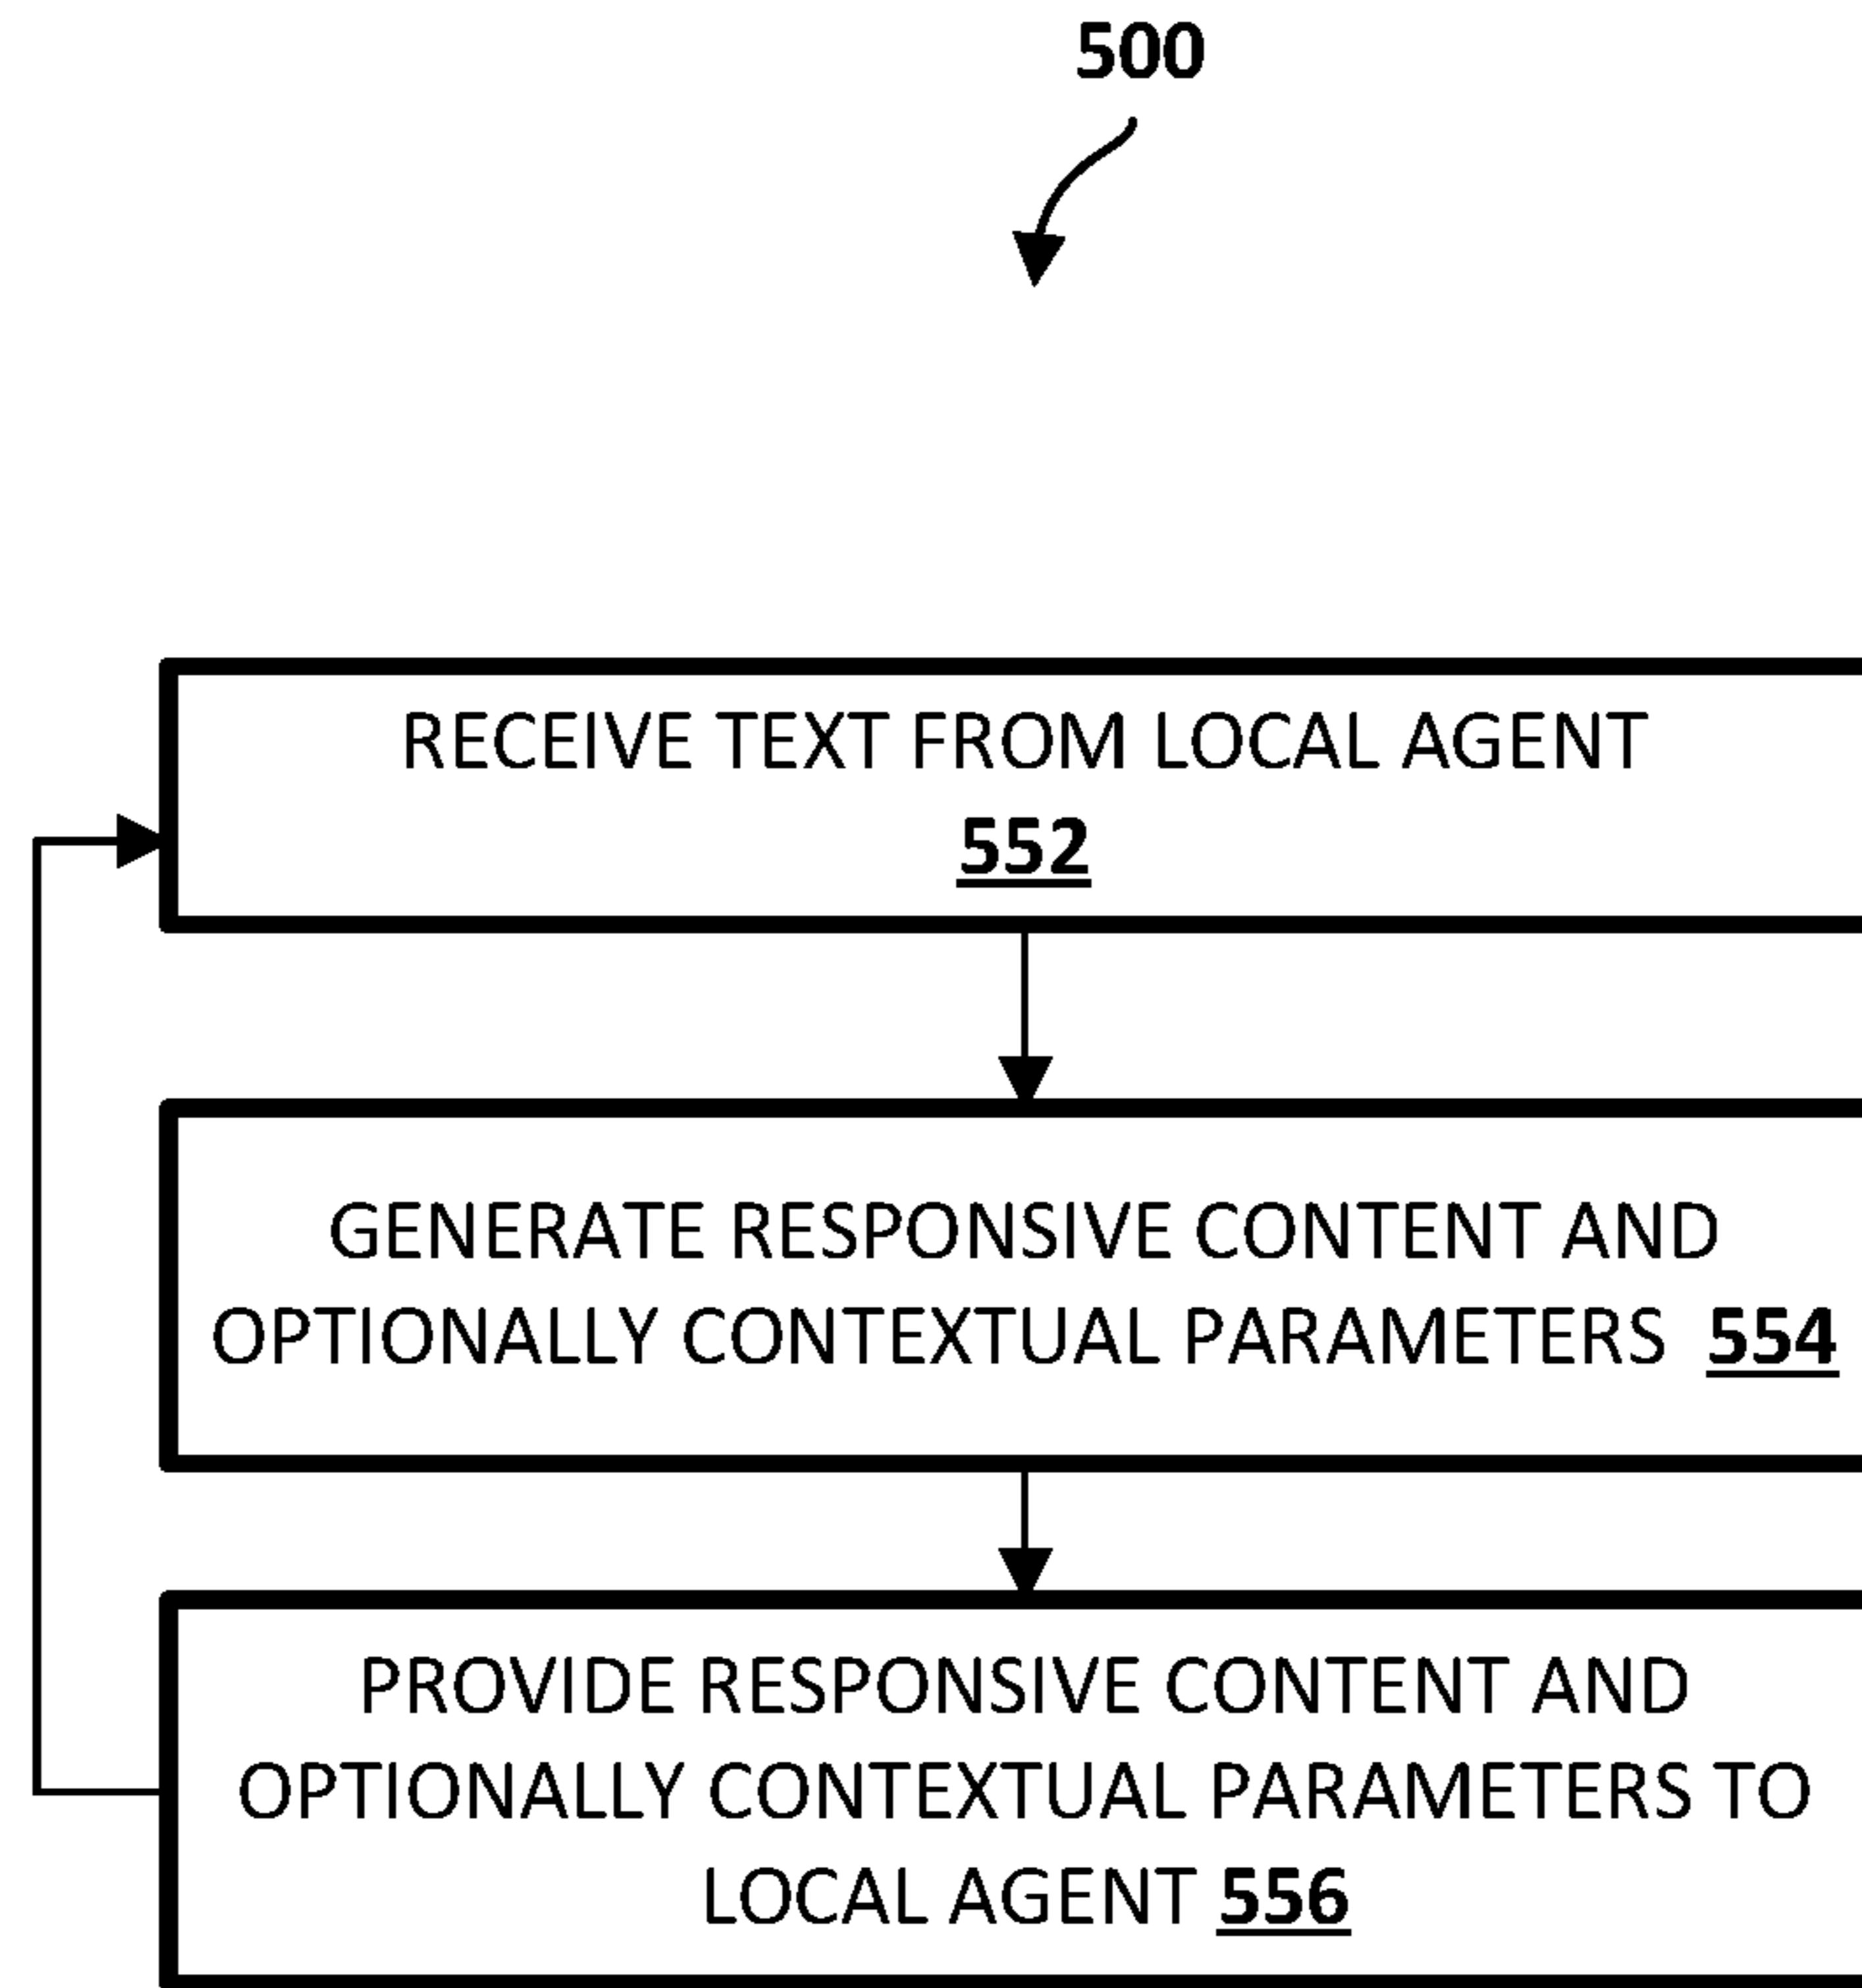 500
RECEIVE TEXT FROM LOCAL AGENT
552
GENERATE RESPONSIVE CONTENT AND
OPTIONALLY CONTEXTUAL PARAMETERS 554
PROVIDE RESPONSIVE CONTENT AND
OPTIONALLY CONTEXTUAL PARAMETERS TO
LOCAL AGENT 556